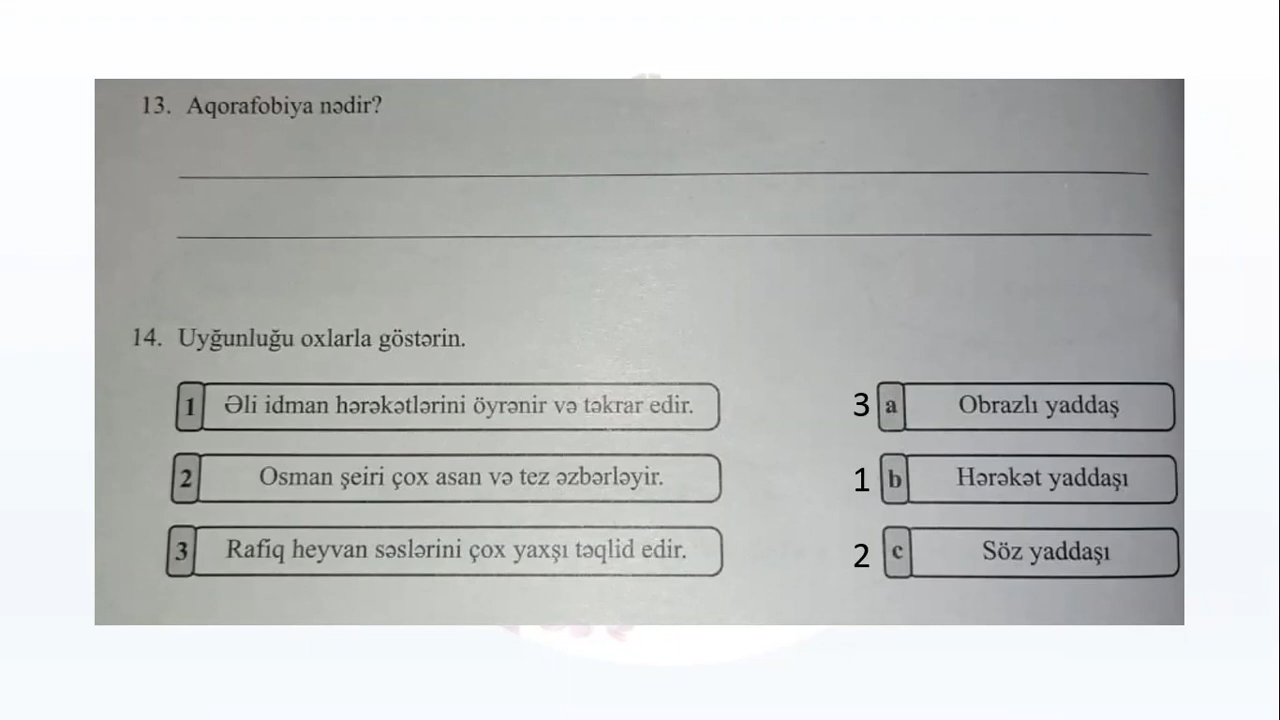 13. Aqorafobiya nədir?
14. Uyğunluğu oxlarla göstərin.
1 Əli idman hərəkətlərini öyrənir və təkrar edir. 3 a Obrazlı yaddaş
2 Osman şeiri çox asan və tez əzbərləyir. 1 b Hərəkət yaddaşı
3 Rafiq heyvan səslərini çox yaxşı təqlid edir. 2 c Söz yaddaşı